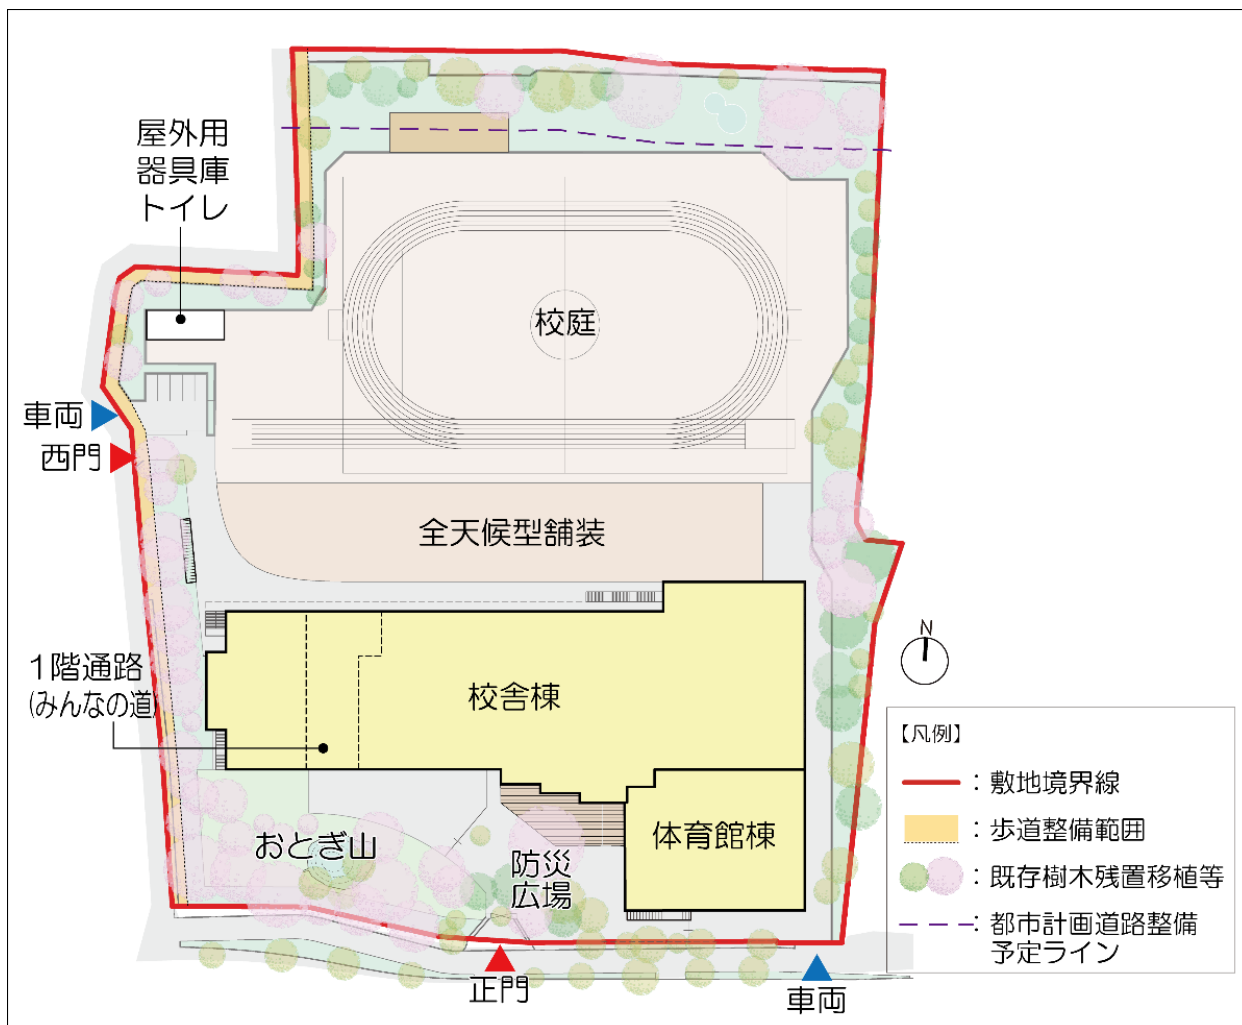 屋外用
器具庫
トイレ
校庭
車両
西門
全天候型舗装
N
1階通路
(みんなの道)
校舎棟
【凡例】
：敷地境界線
：歩道整備範囲
：既存樹木残置移植等
：都市計画道路整備
予定ライン
おとぎ山
体育館棟
防災
広場
正門
車両